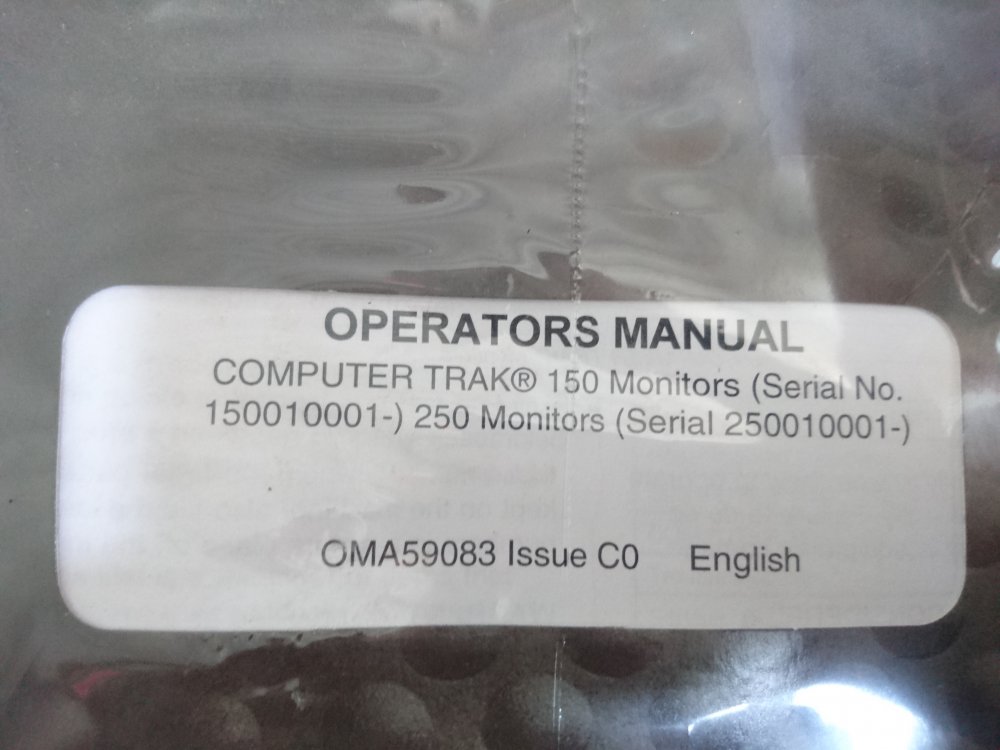 OPERATORS MANUAL
COMPUTER TRAK® 150 Monitors (Serial No.
150010001-) 250 Monitors (Serial 250010001-)
OMA59083 Issue C0 English